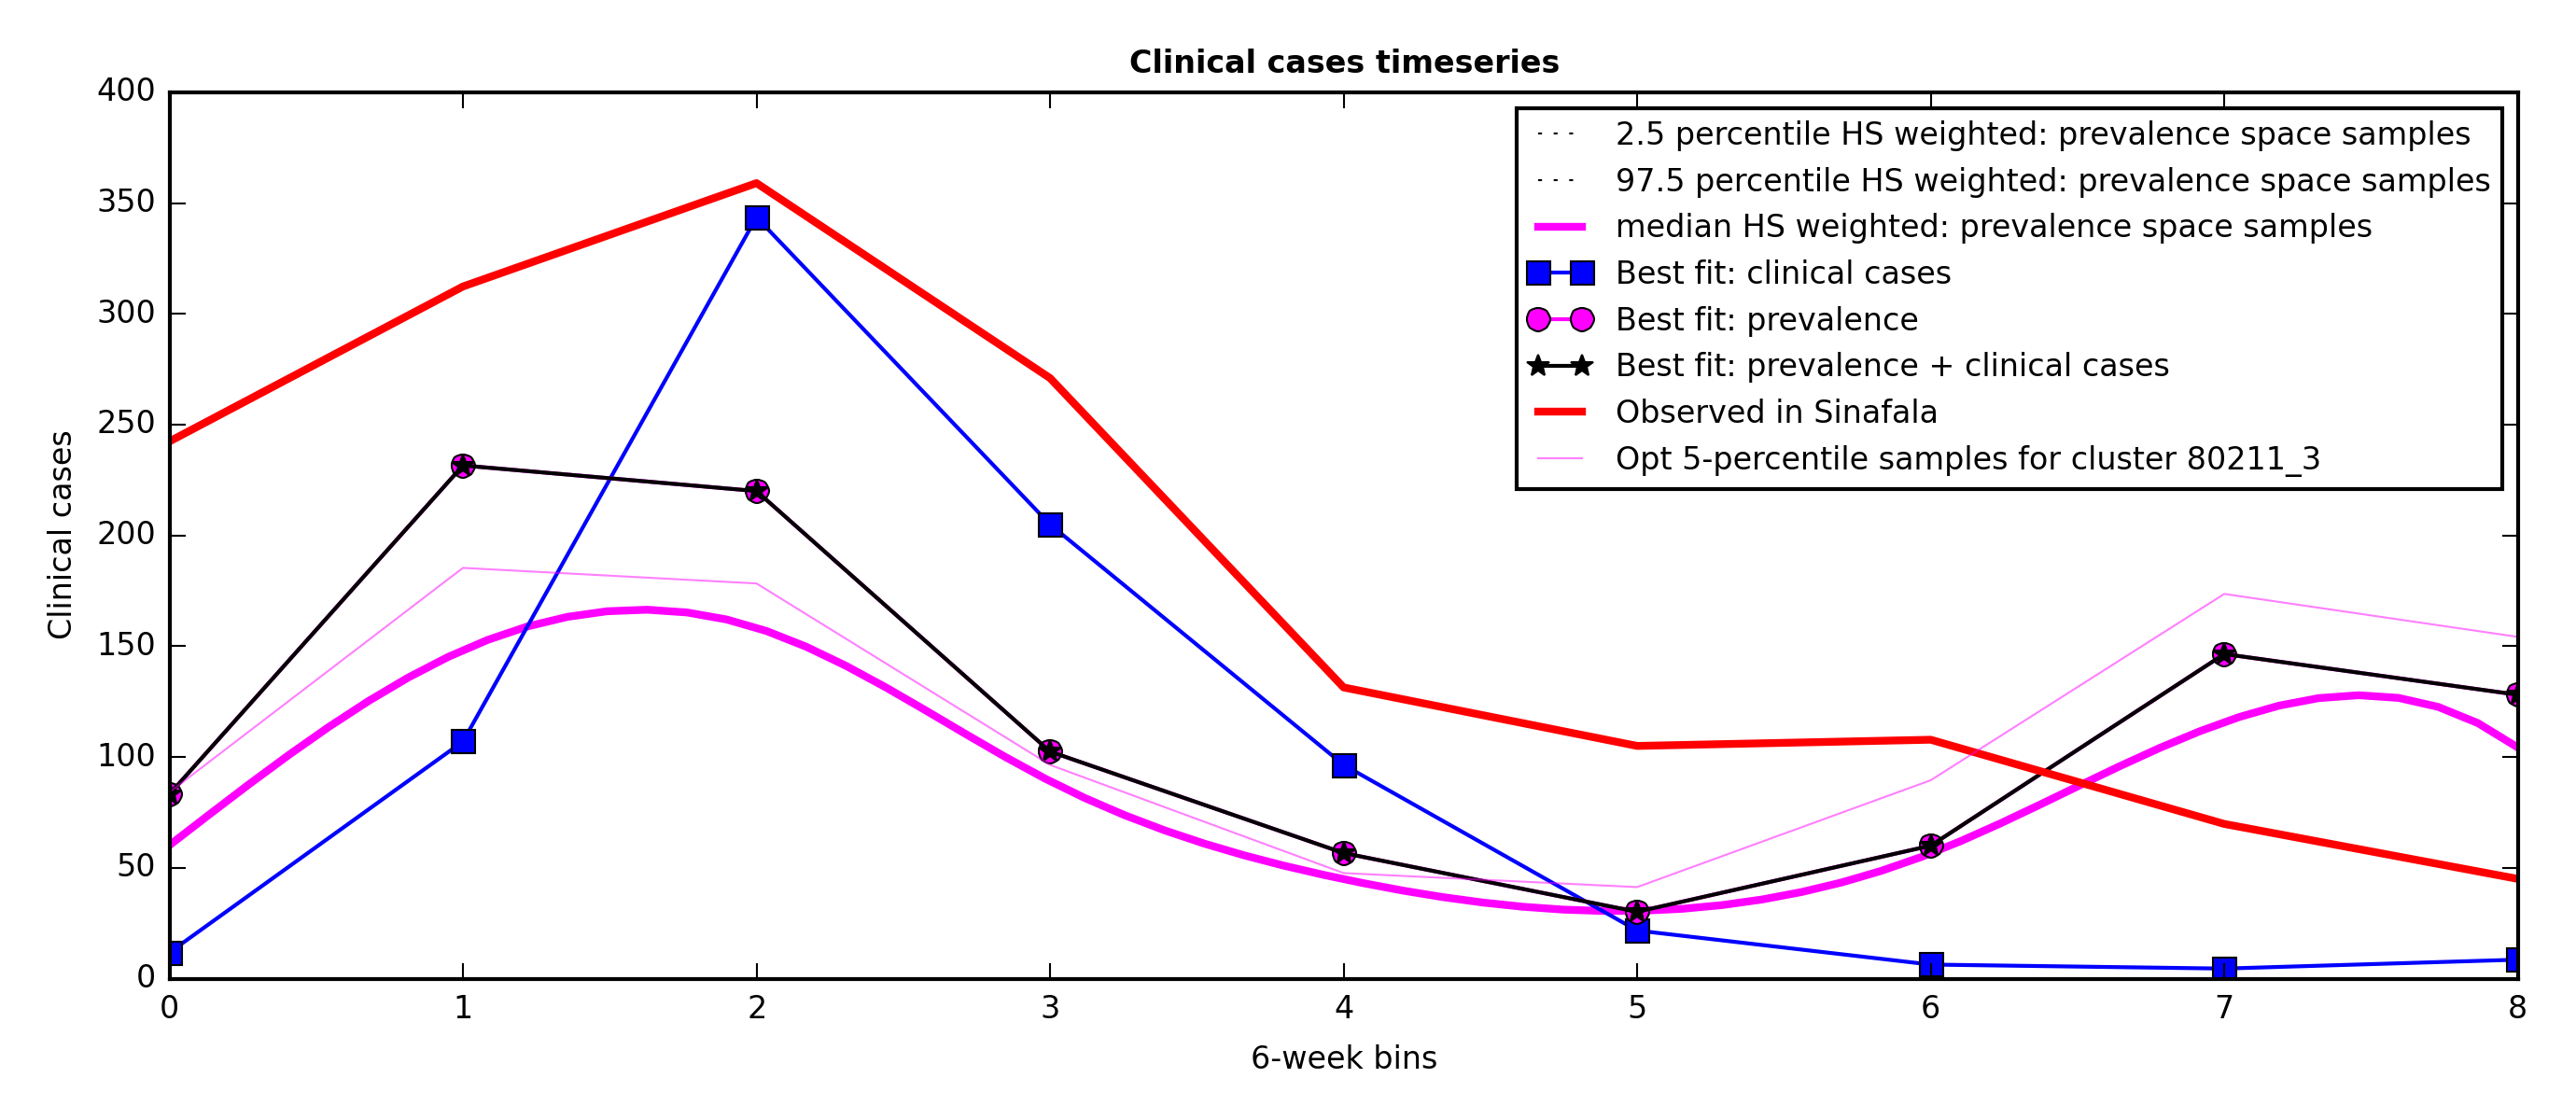 Clinical cases timeseries
400
350
300
250
200
150
100
50
0
Clinical cases
2.5 percentile HS weighted: prevalence space samples
97.5 percentile HS weighted: prevalence space samples
median HS weighted: prevalence space samples
Best fit: clinical cases
Best fit: prevalence
Best fit: prevalence + clinical cases
Observed in Sinafala
Opt 5-percentile samples for cluster 80211_3
0 1 2 3 4 5 6 7 8
6-week bins